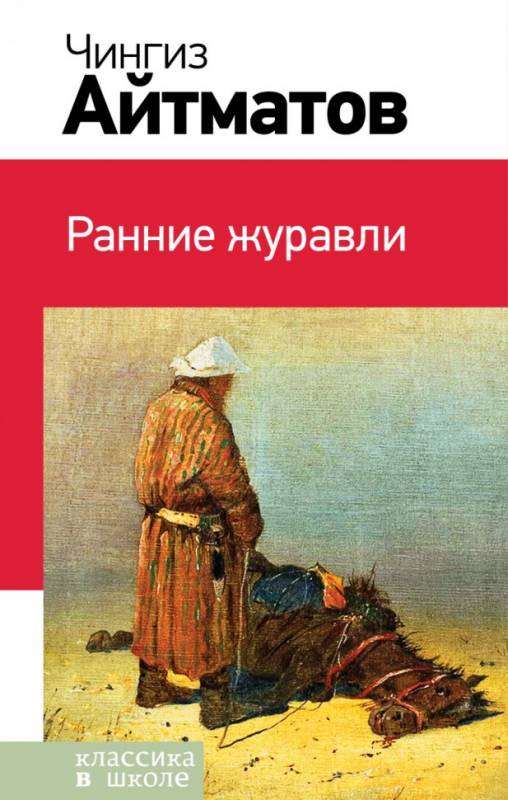 Чингиз
Айтматов
Ранние журавли
классика
в школе